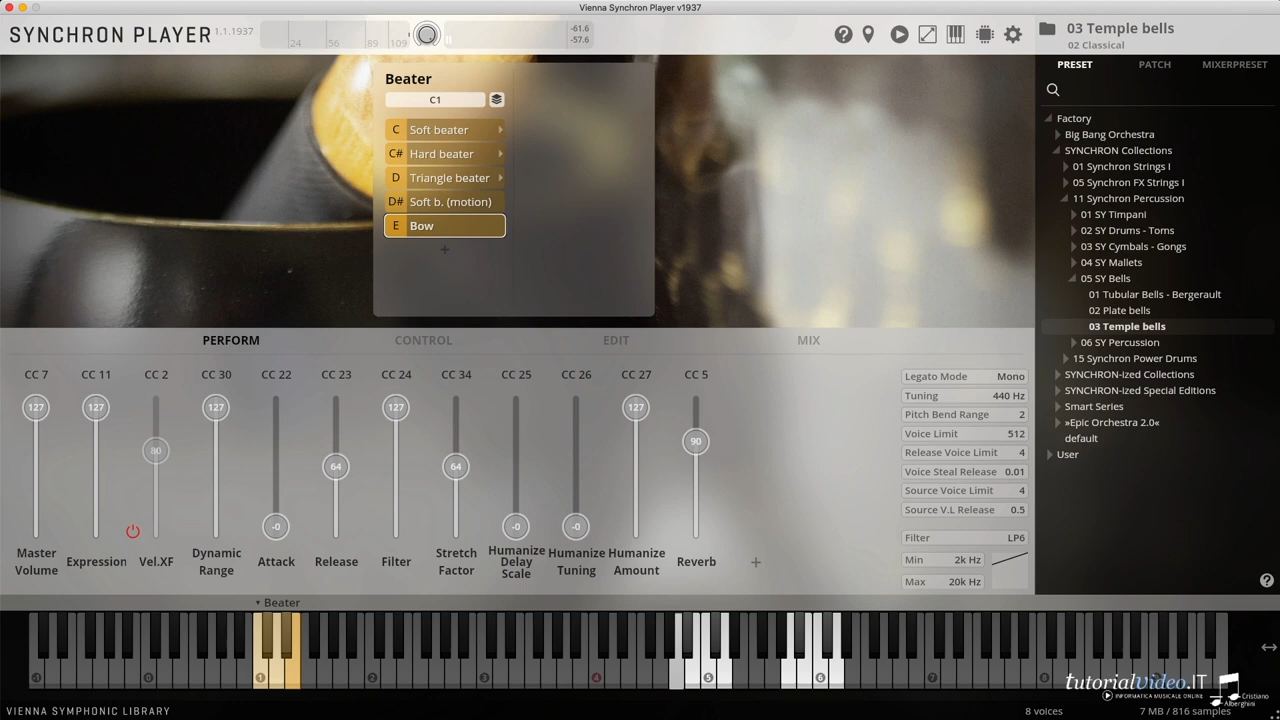 Vienna Synchron Player v1937
SYNCHRON PLAYER 1.1.1937
24 56 89 109
-61.6
-57.6
03 Temple bells
02 Classical
PRESET PATCH MIXERPRESET
Beater
C1
C Soft beater
C# Hard beater
D Triangle beater
D# Soft b. (motion)
E Bow
+
Factory
Big Bang Orchestra
SYNCHRON Collections
01 Synchron Strings I
05 Synchron FX Strings I
11 Synchron Percussion
01 SY Timpani
02 SY Drums - Toms
03 SY Cymbals - Gongs
04 SY Mallets
05 SY Bells
01 Tubular Bells - Bergerault
02 Plate bells
03 Temple bells
06 SY Percussion
15 Synchron Power Drums
SYNCHRON-ized Collections
SYNCHRON-ized Special Editions
Smart Series
»Epic Orchestra 2.0«
default
User
PERFORM CONTROL EDIT MIX
CC 7 CC 11 CC 2 CC 30 CC 22 CC 23 CC 24 CC 34 CC 25 CC 26 CC 27 CC 5
127 127 80 127 -0 64 127 64 -0 -0 127 90
Master Volume
Expression
Vel.XF
Dynamic Range
Attack
Release
Filter
Stretch Factor
Humanize Delay Scale
Humanize Tuning
Humanize Amount
Reverb
+
Legato Mode Mono
Tuning 440 Hz
Pitch Bend Range 2
Voice Limit 512
Release Voice Limit 4
Voice Steal Release 0.01
Source Voice Limit 4
Source V.L Release 0.5
Filter LP6
Min 2k Hz
Max 20k Hz
Beater
-1 0 1 2 3 4 5 6 7 8
tutorialvideo.IT
INFORMATICA MUSICALE ONLINE
Cristiano
Alberghini
VIENNA SYMPHONIC LIBRARY
8 voices 7 MB / 816 samples